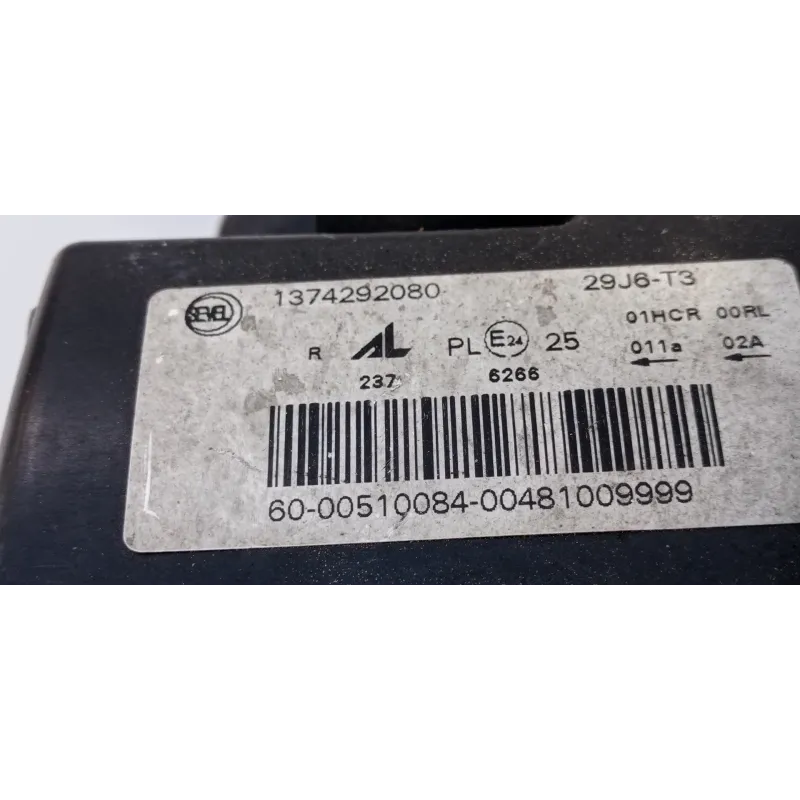 SEVEL 1374292080 29J6-T3
01HCR 00RL
R AL PL E24 25 011a 02A
237 6266
60-00510084-00481009999